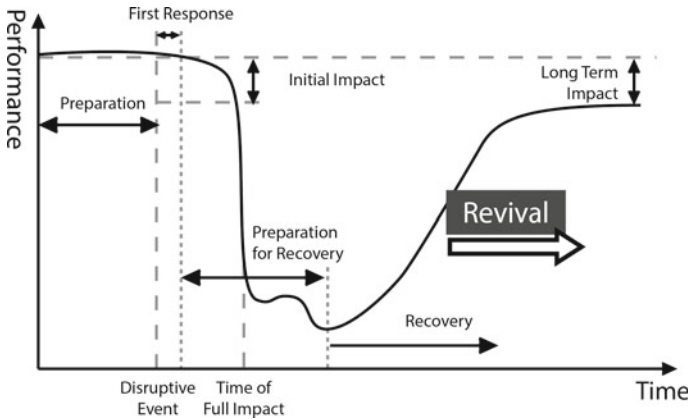 First Response
Performance
Initial Impact
Long Term
Impact
Preparation
Revival
Preparation
for Recovery
Recovery
Disruptive
Event
Time of
Full Impact
Time